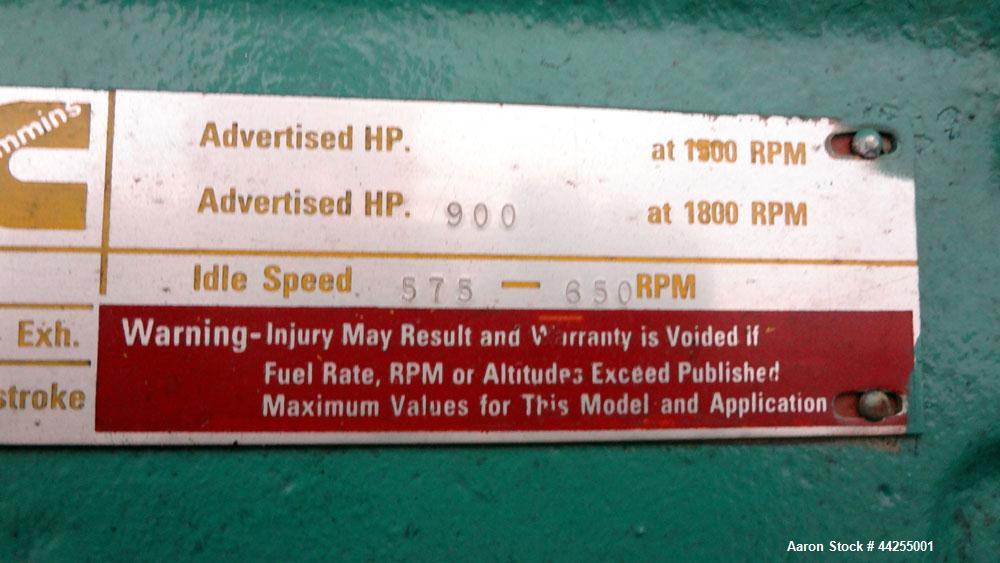 mmins
Advertised HP. at 1500 RPM
Advertised HP. 900 at 1800 RPM
Idle Speed 575 — 650 RPM
Exh.
stroke
Warning-Injury May Result and Warranty is Voided if
Fuel Rate, RPM or Altitudes Exceed Published
Maximum Values for This Model and Application
Aaron Stock # 44255001